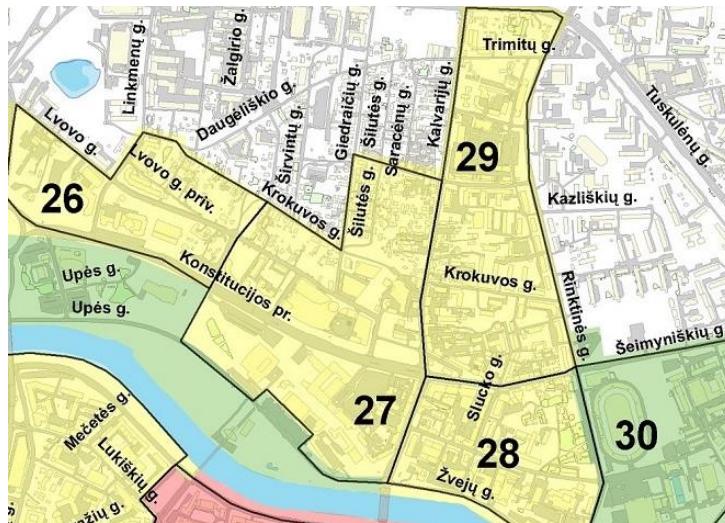 Trimitų g.
Linkmenų g.
Žalgirio g.
Daugėliškio g.
Širvintų g.
Giedraičių g.
Šilutės g.
Saracėnų g.
Kalvarijų g.
Tuskulėnų g.
Lvovo g.
29
26
Lvovo g. priv.
Krokuvos g.
Šilutės g.
Kazliškių g.
Upės g.
Upės g.
Konstitucijos pr.
Krokuvos g.
Rinktinės g.
Šeimyniškių g.
Mečetės g.
Lukiškių g.
27
Slucko g.
28
30
Žvejų g.
ažių g.
g.